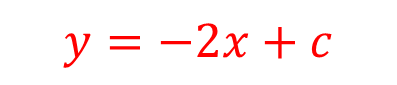 y = −2x + c